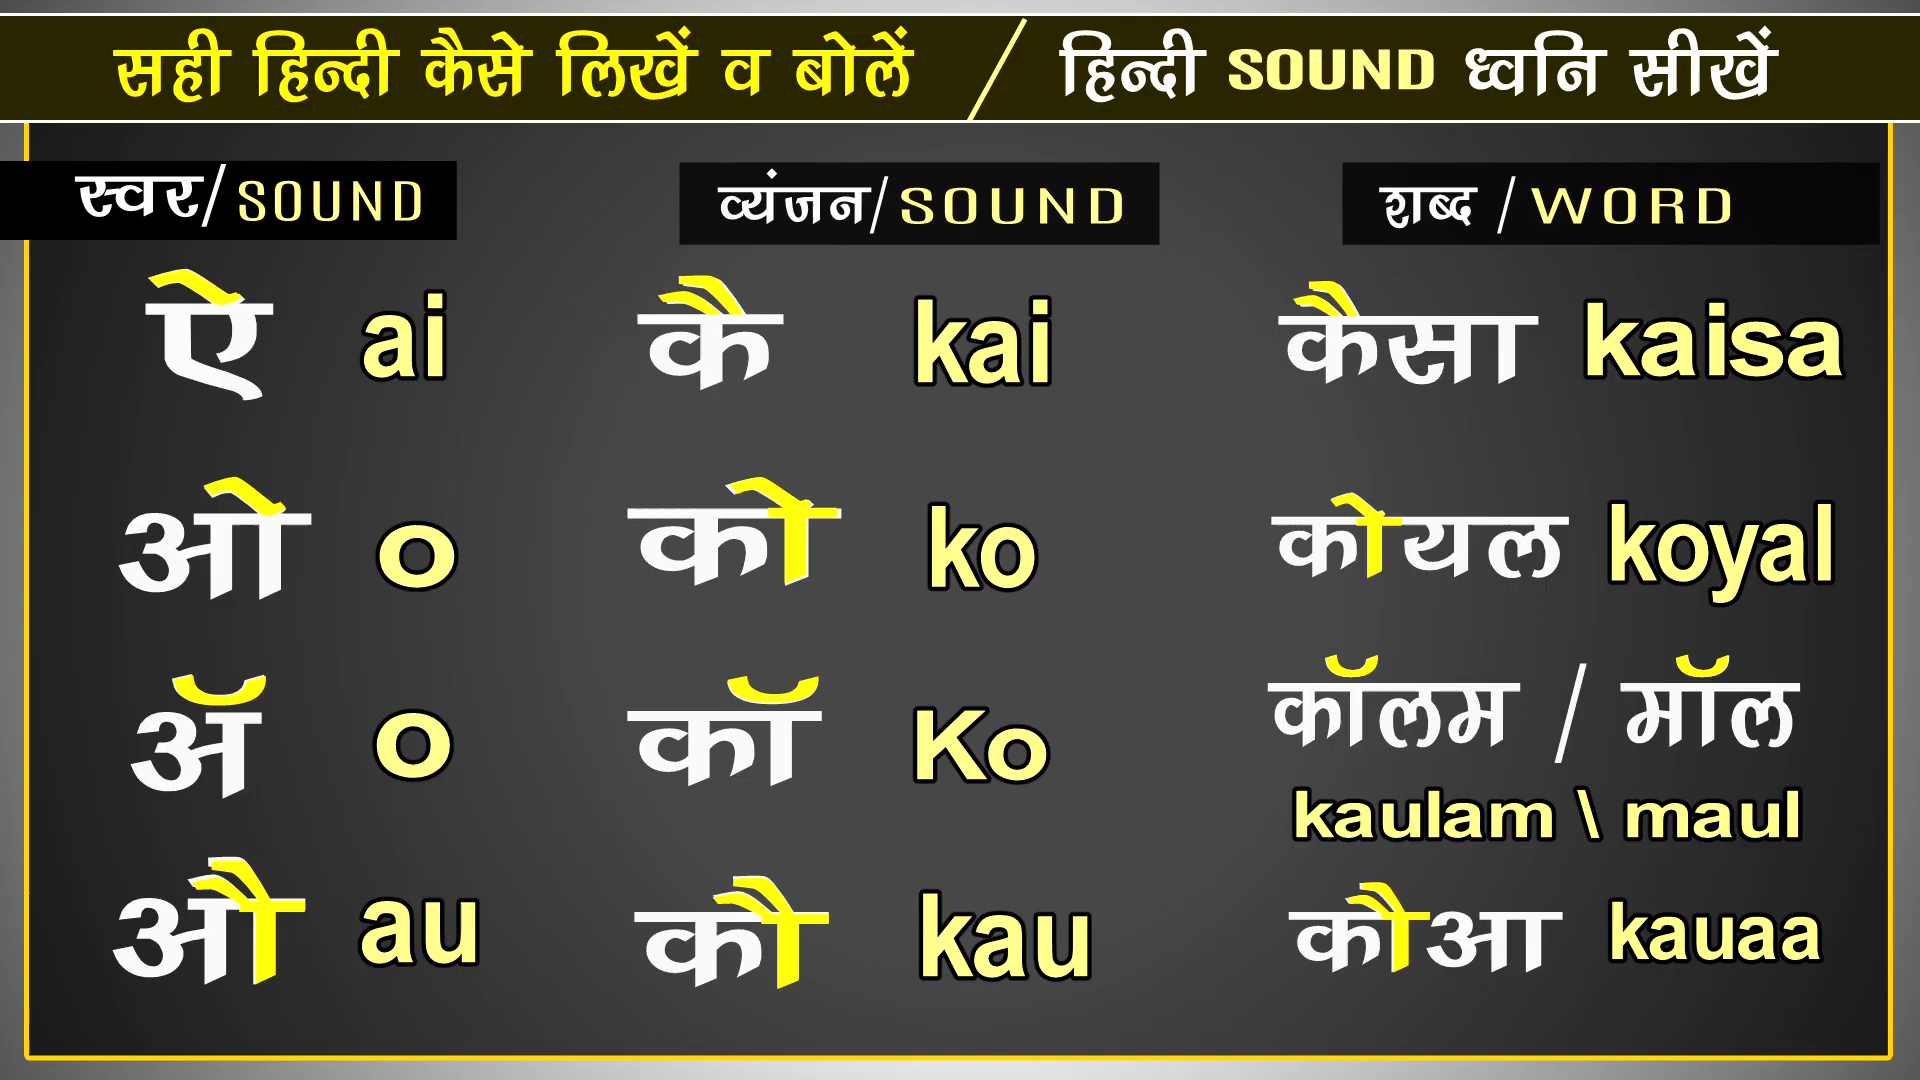 सही हिन्दी कैसे लिखें व बोलें / हिन्दी SOUND ध्वनि सीखें
स्वर/SOUND व्यंजन/SOUND शब्द /WORD
ऐ ai कै kai कैसा kaisa
ओ o को ko कोयल koyal
ॲ o कॉ Ko कॉलम / मॉल
kaulam \ maul
औ au कौ kau कौआ kauaa